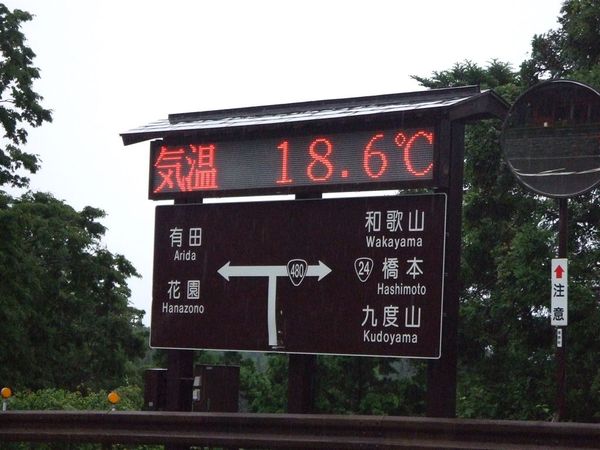 気温 18.6℃
有田
Arida
花園
Hanazono
480
和歌山
Wakayama
24 橋本
Hashimoto
九度山
Kudoyama
注意